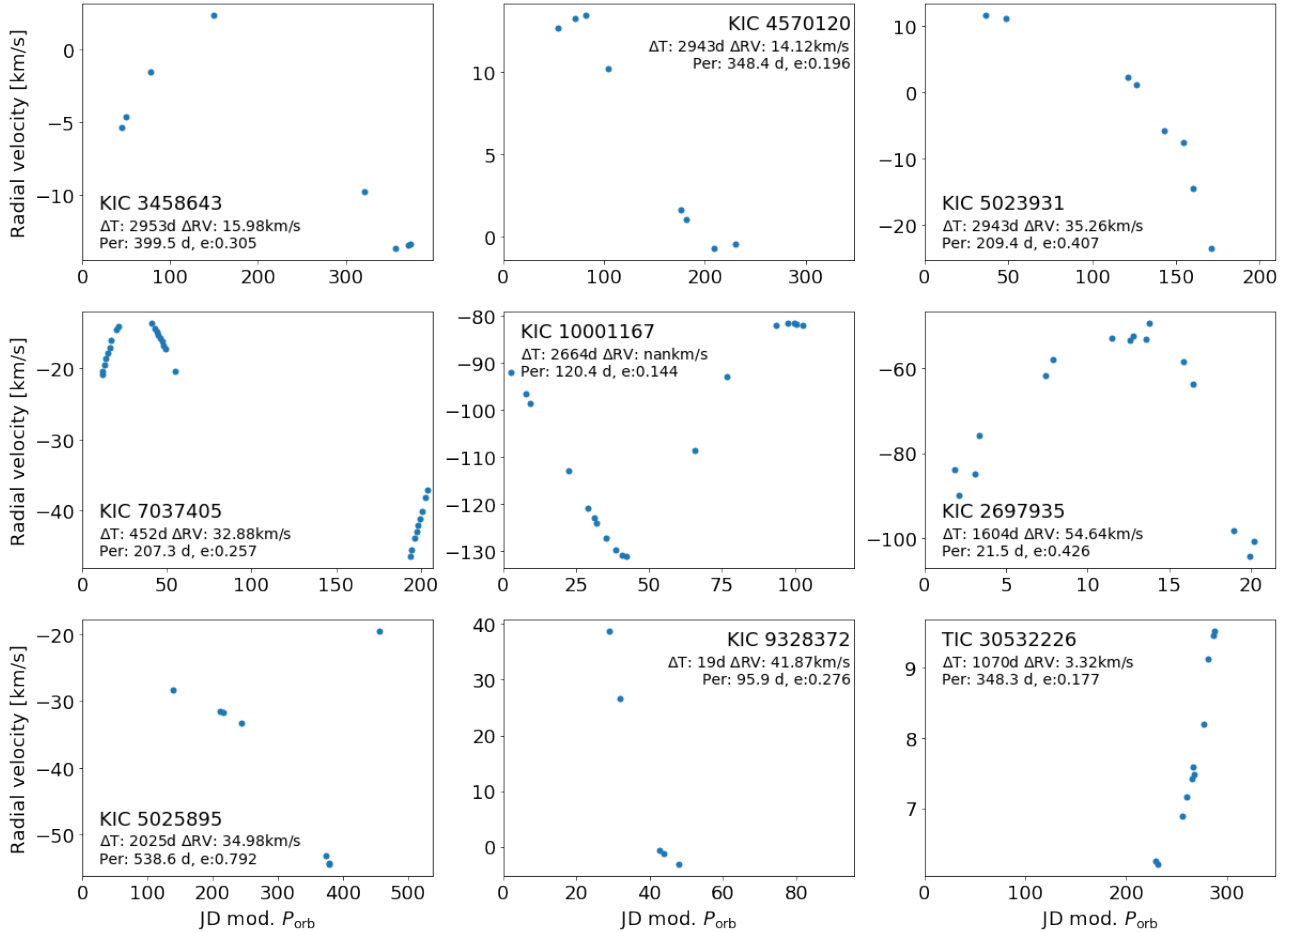 Radial velocity [km/s]
0
−5
−10
KIC 3458643
ΔT: 2953d ΔRV: 15.98km/s
Per: 399.5 d, e:0.305
0 100 200 300
10
5
0
KIC 4570120
ΔT: 2943d ΔRV: 14.12km/s
Per: 348.4 d, e:0.196
0 100 200 300
10
0
−10
−20
KIC 5023931
ΔT: 2943d ΔRV: 35.26km/s
Per: 209.4 d, e:0.407
0 50 100 150 200
Radial velocity [km/s]
−20
−30
−40
KIC 7037405
ΔT: 452d ΔRV: 32.88km/s
Per: 207.3 d, e:0.257
0 50 100 150 200
−80
−90
−100
−110
−120
−130
KIC 10001167
ΔT: 2664d ΔRV: nankm/s
Per: 120.4 d, e:0.144
0 25 50 75 100
−60
−80
−100
KIC 2697935
ΔT: 1604d ΔRV: 54.64km/s
Per: 21.5 d, e:0.426
0 5 10 15 20
Radial velocity [km/s]
−20
−30
−40
−50
KIC 5025895
ΔT: 2025d ΔRV: 34.98km/s
Per: 538.6 d, e:0.792
0 100 200 300 400 500
JD mod. Porb
40
30
20
10
0
KIC 9328372
ΔT: 19d ΔRV: 41.87km/s
Per: 95.9 d, e:0.276
0 20 40 60 80
JD mod. Porb
9
8
7
TIC 30532226
ΔT: 1070d ΔRV: 3.32km/s
Per: 348.3 d, e:0.177
0 100 200 300
JD mod. Porb